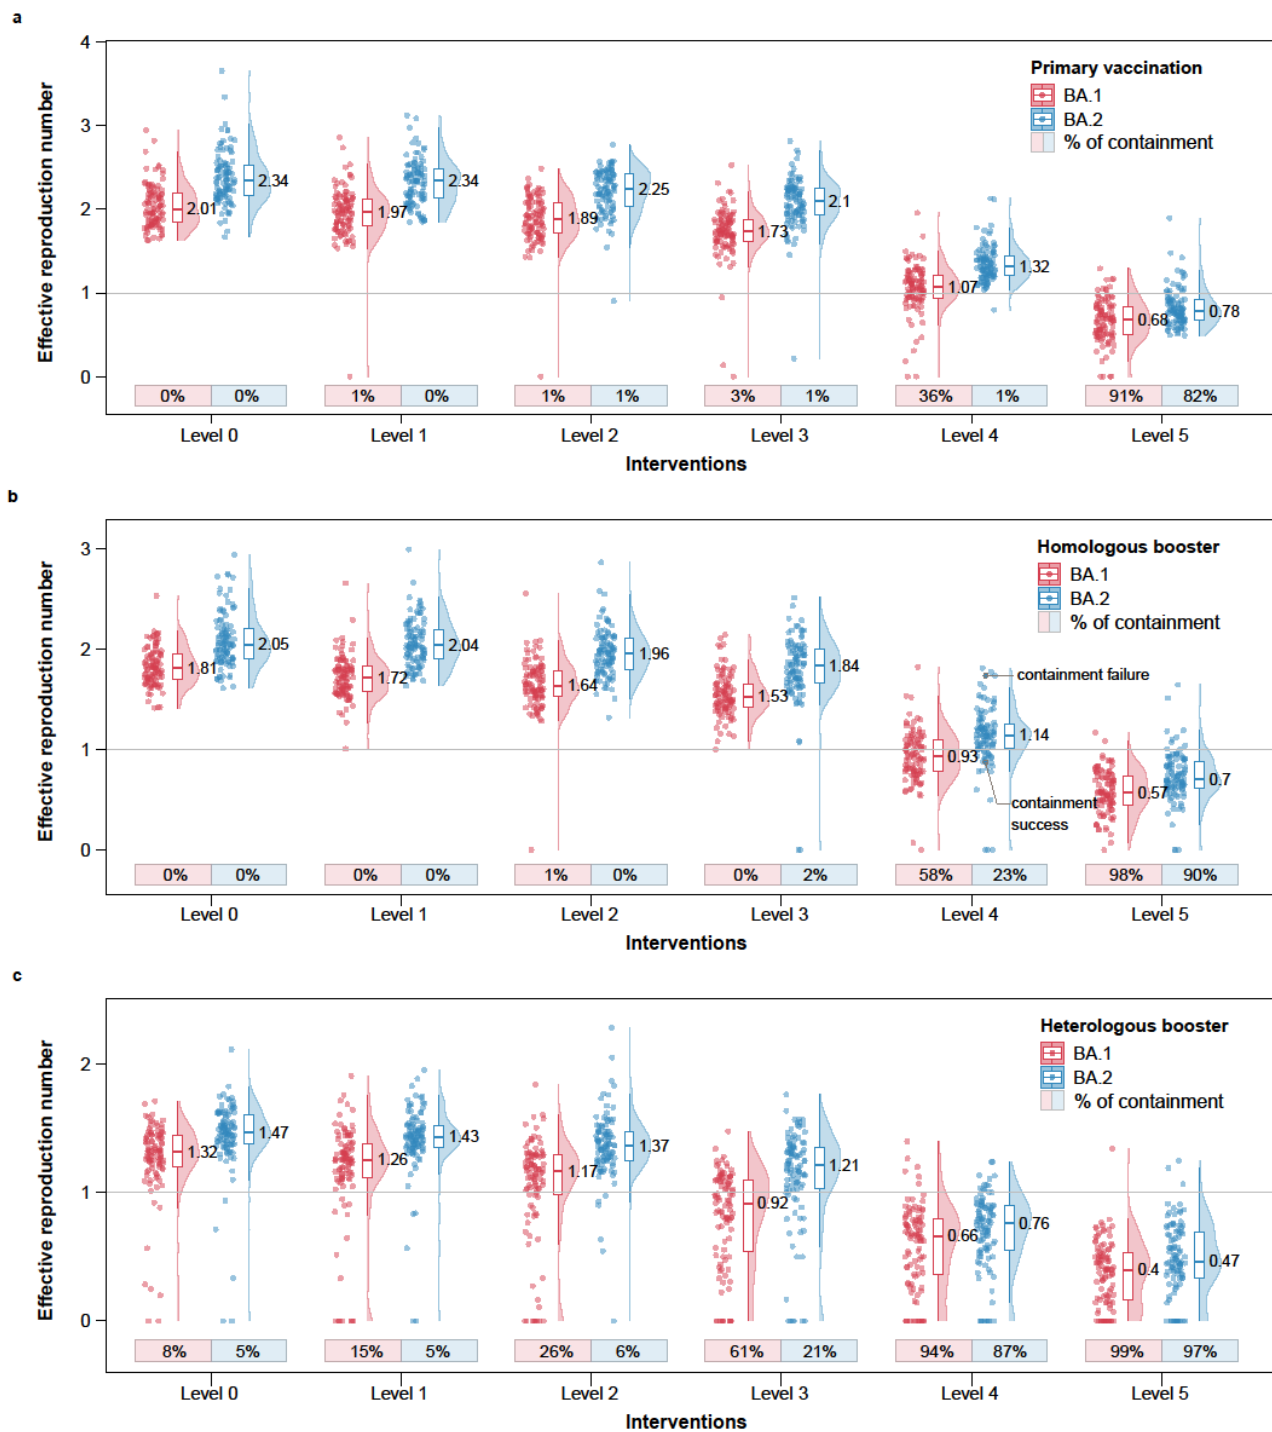 a
4
3
2
1
0
Effective reproduction number
Primary vaccination
BA.1
BA.2
% of containment
2.01 2.34 1.97 2.34 1.89 2.25 1.73 2.1 1.07 1.32 0.68 0.78
0% 0% 1% 0% 1% 1% 3% 1% 36% 1% 91% 82%
Level 0 Level 1 Level 2 Level 3 Level 4 Level 5
Interventions
b
3
2
1
0
Effective reproduction number
Homologous booster
BA.1
BA.2
% of containment
containment failure
1.81 2.05 1.72 2.04 1.64 1.96 1.53 1.84 0.93 1.14 0.57 0.7
containment
success
0% 0% 0% 0% 1% 0% 0% 2% 58% 23% 98% 90%
Level 0 Level 1 Level 2 Level 3 Level 4 Level 5
Interventions
c
2
1
0
Effective reproduction number
Heterologous booster
BA.1
BA.2
% of containment
1.32 1.47 1.26 1.43 1.17 1.37 0.92 1.21 0.66 0.76 0.4 0.47
8% 5% 15% 5% 26% 6% 61% 21% 94% 87% 99% 97%
Level 0 Level 1 Level 2 Level 3 Level 4 Level 5
Interventions